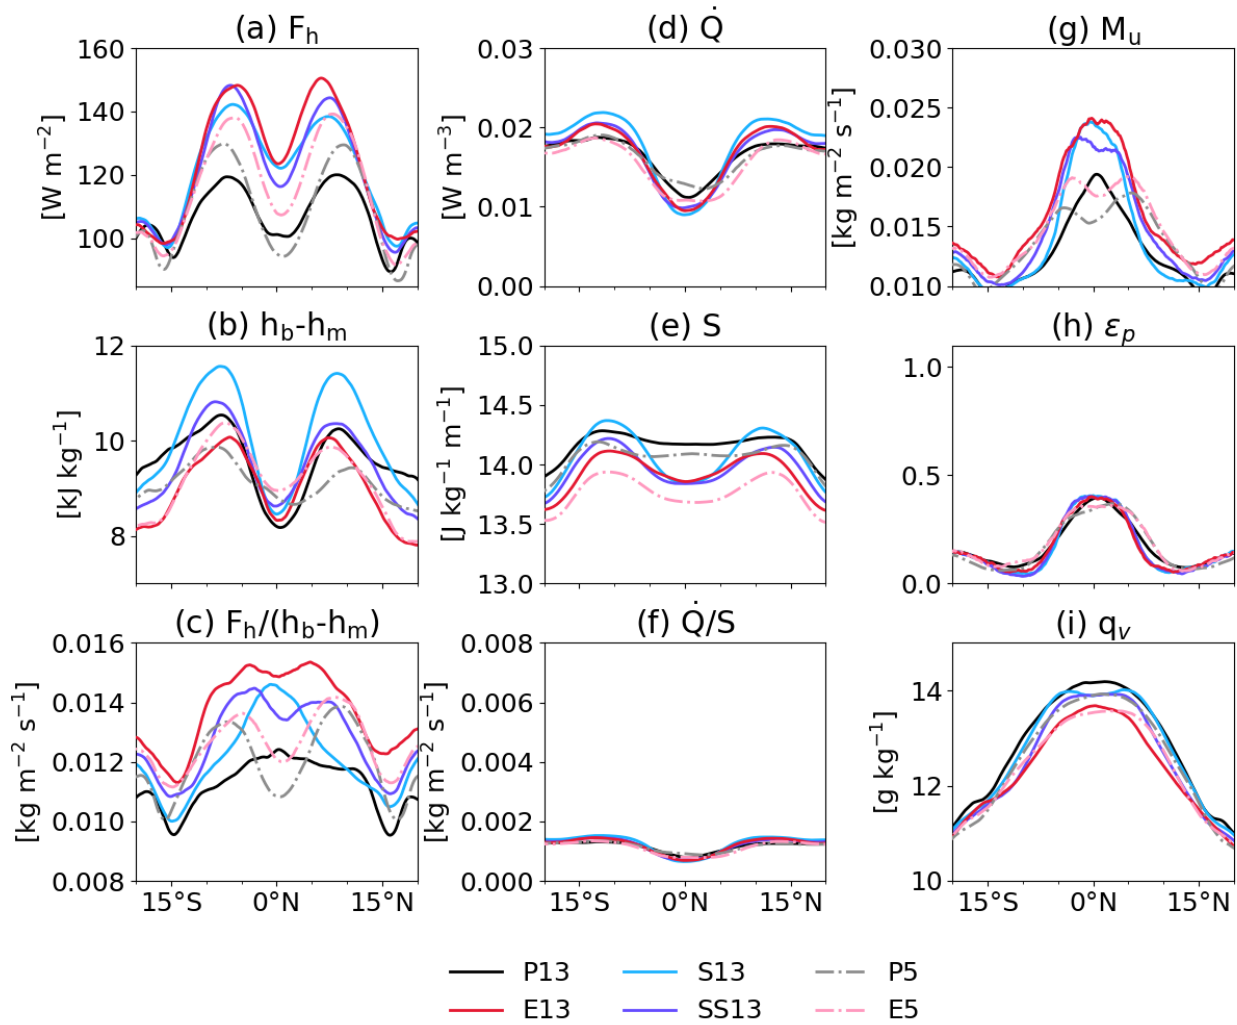 (a) F_h
(d) Q̇
(g) M_u
160
140
120
100
[W m⁻²]
0.03
0.02
0.01
0.00
[W m⁻³]
0.030
0.025
0.020
0.015
0.010
[kg m⁻² s⁻¹]
(b) h_b-h_m
(e) S
(h) ε_p
12
10
8
[kJ kg⁻¹]
15.0
14.5
14.0
13.5
13.0
[J kg⁻¹ m⁻¹]
1.0
0.5
0.0
(c) F_h/(h_b-h_m)
(f) Q̇/S
(i) q_v
0.016
0.014
0.012
0.010
0.008
[kg m⁻² s⁻¹]
0.008
0.006
0.004
0.002
0.000
[kg m⁻² s⁻¹]
14
12
10
[g kg⁻¹]
15°S 0°N 15°N
15°S 0°N 15°N
15°S 0°N 15°N
P13 S13 P5
E13 SS13 E5